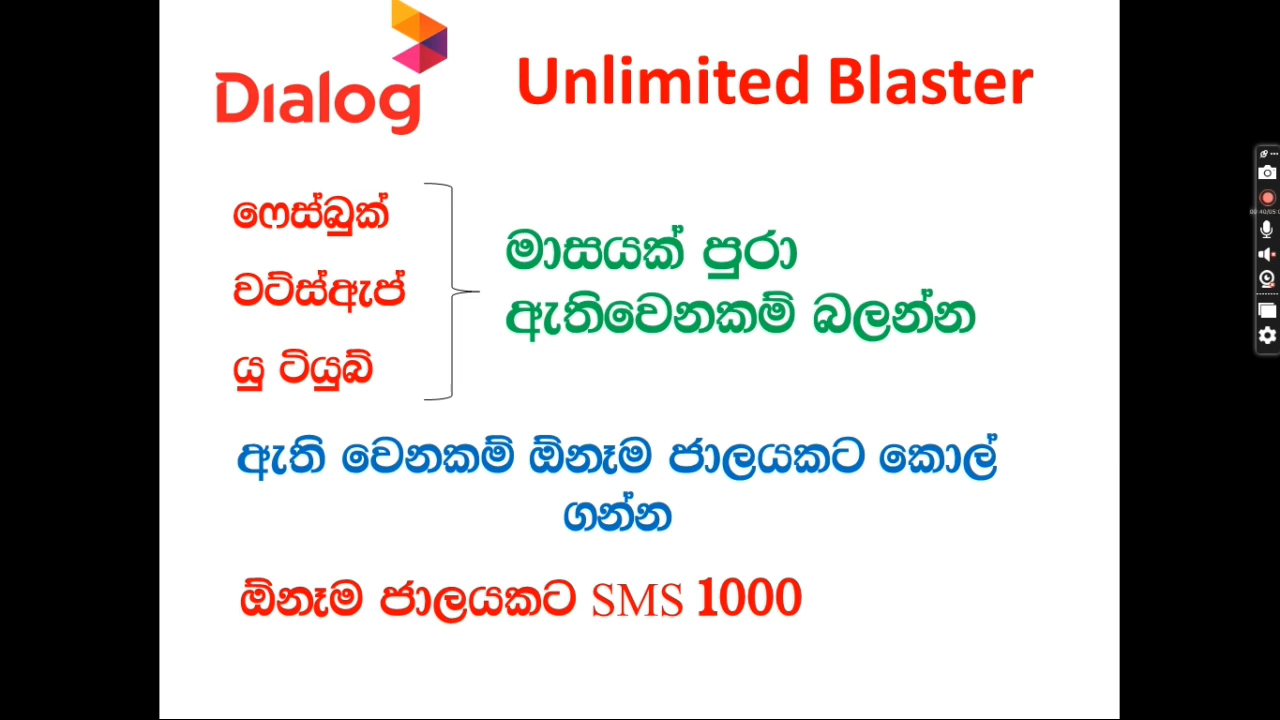 Dialog
Unlimited Blaster
ෆෙස්බුක්
වට්ස්ඇප්
යු ටියුබ්
මාසයක් පුරා
ඇතිවෙනකම් බලන්න
ඇති වෙනකම් ඕනෑම ජාලයකට කොල්
ගන්න
ඕනෑම ජාලයකට SMS 1000